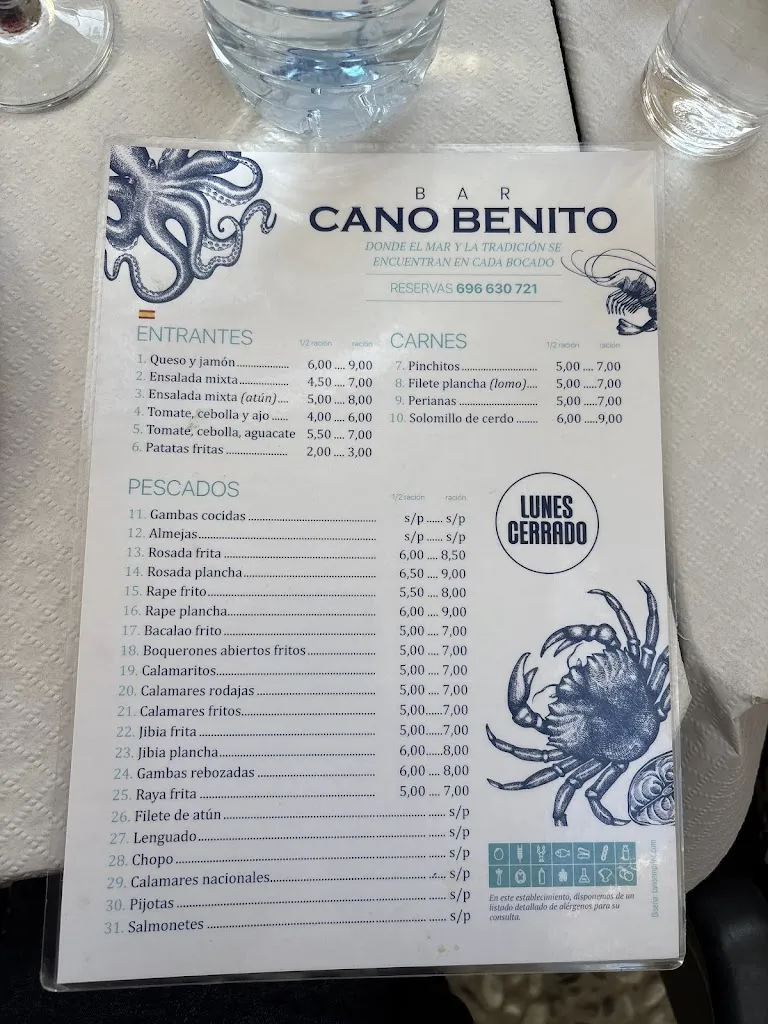 BAR
CANO BENITO
DONDE EL MAR Y LA TRADICIÓN SE
ENCUENTRAN EN CADA BOCADO
RESERVAS 696 630 721
ENTRANTES 1/2 ración ración
1. Queso y jamón 6,00 .... 9,00
2. Ensalada mixta 4,50 .... 7,00
3. Ensalada mixta (atún) 5,00 .... 8,00
4. Tomate, cebolla y ajo 4,00 .... 6,00
5. Tomate, cebolla, aguacate 5,50 .... 7,00
6. Patatas fritas 2,00 .... 3,00
CARNES 1/2 ración ración
7. Pinchitos 5,00 .... 7,00
8. Filete plancha (lomo) 5,00 .....7,00
9. Perianas 5,00 .....7,00
10. Solomillo de cerdo 6,00 .....9,00
PESCADOS 1/2 ración ración
11. Gambas cocidas s/p ...... s/p
12. Almejas s/p ...... s/p
13. Rosada frita 6,00 .... 8,50
14. Rosada plancha 6,50 .... 9,00
15. Rape frito 5,50 .... 8,00
16. Rape plancha 6,00 .... 9,00
17. Bacalao frito 5,00 .... 7,00
18. Boquerones abiertos fritos 5,00 .... 7,00
19. Calamaritos 5,00 .... 7,00
20. Calamares rodajas 5,00 .... 7,00
21. Calamares fritos 5,00.....7,00
22. Jibia frita 5,00.....7,00
23. Jibia plancha 6,00.....8,00
24. Gambas rebozadas 6,00 .... 8,00
25. Raya frita 5,00 .... 7,00
26. Filete de atún s/p
27. Lenguado s/p
28. Chopo s/p
29. Calamares nacionales s/p
30. Pijotas s/p
31. Salmonetes s/p
LUNES
CERRADO
En este establecimiento, disponemos de un
listado detallado de alérgenos para su
consulta.